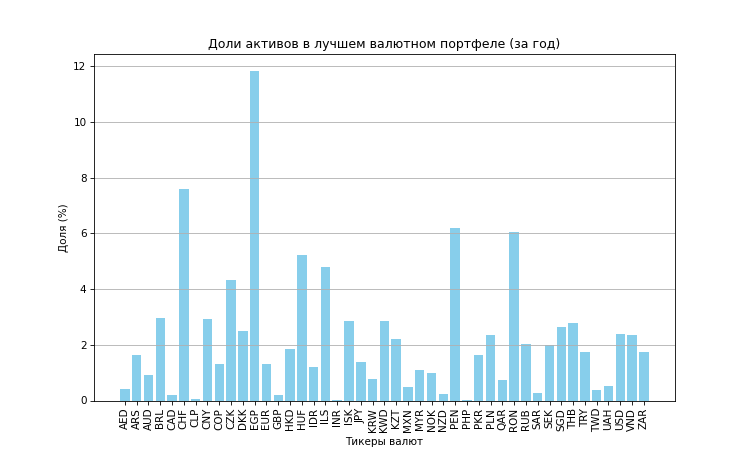 Доли активов в лучшем валютном портфеле (за год)
Доля (%)
12
10
8
6
4
2
0
AED ARS AUD BRL CAD CHF CLP CNY COP CZK DKK EGP EUR GBP HKD HUF IDR ILS INR ISK JPY KRW KWD KZT MXN MYR NOK NZD PEN PHP PKR PLN QAR RON RUB SAR SEK SGD THB TRY TWD UAH USD VND ZAR
Тикеры валют